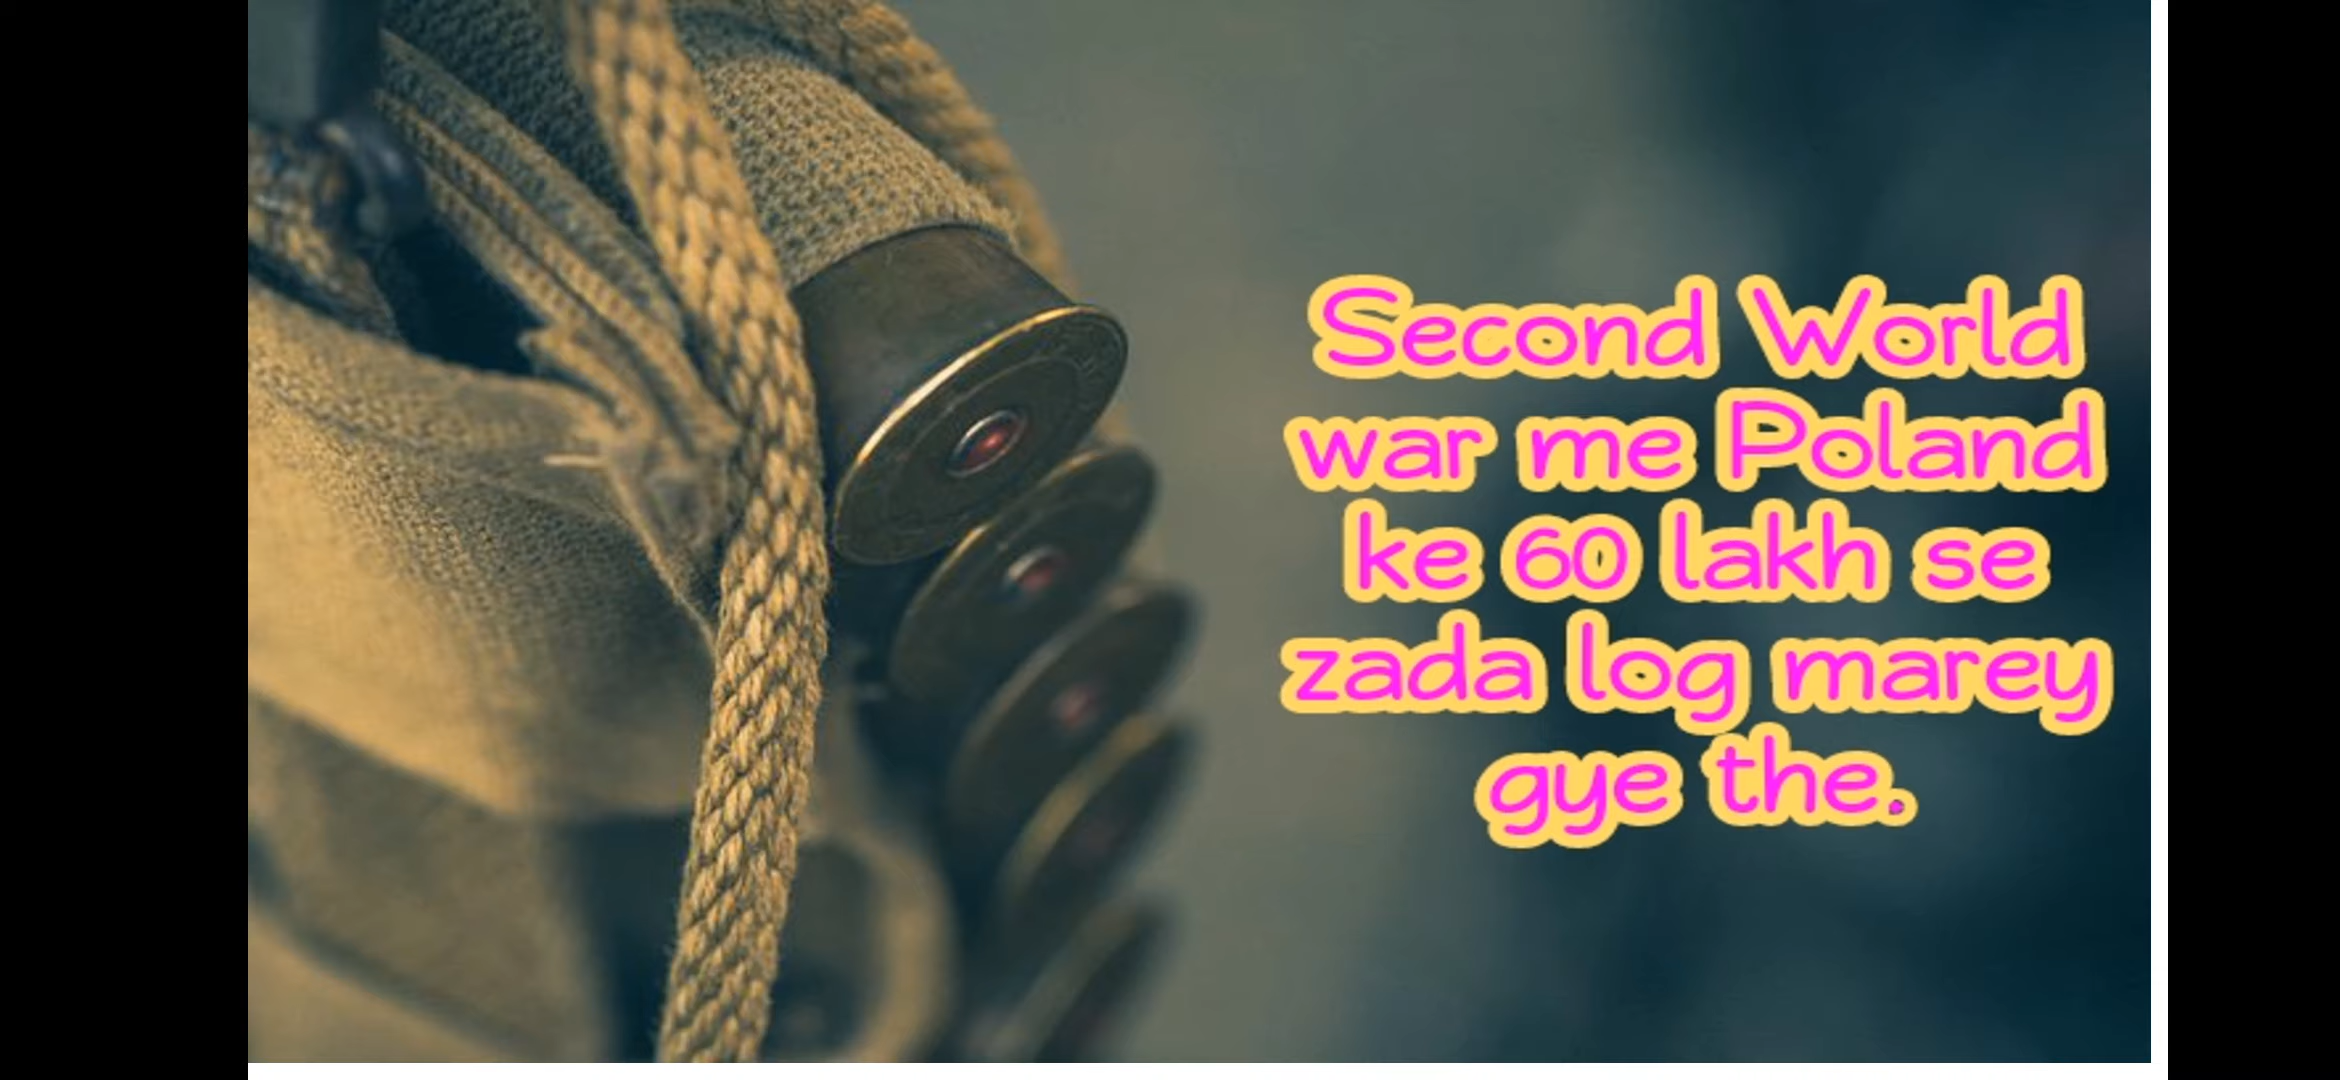 Second World
war me Poland
ke 60 lakh se
zada log marey
gye the.